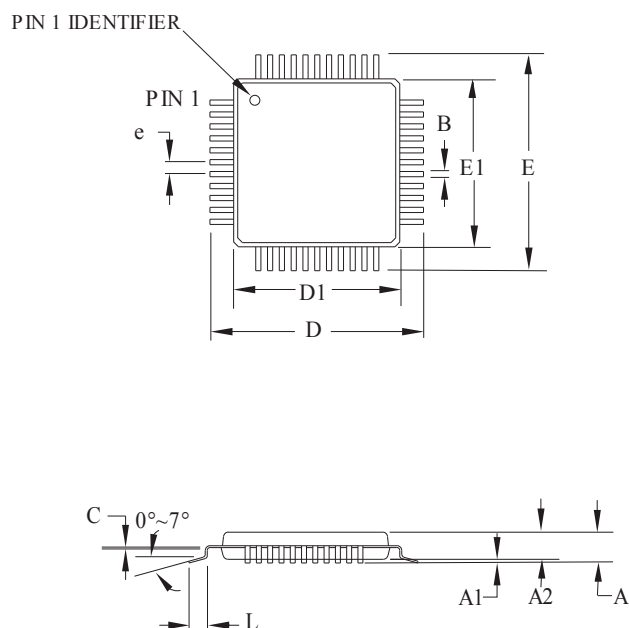 PIN 1 IDENTIFIER
PIN 1
e
B
E1
E
D1
D
C
0°~7°
A1
A2
A
L